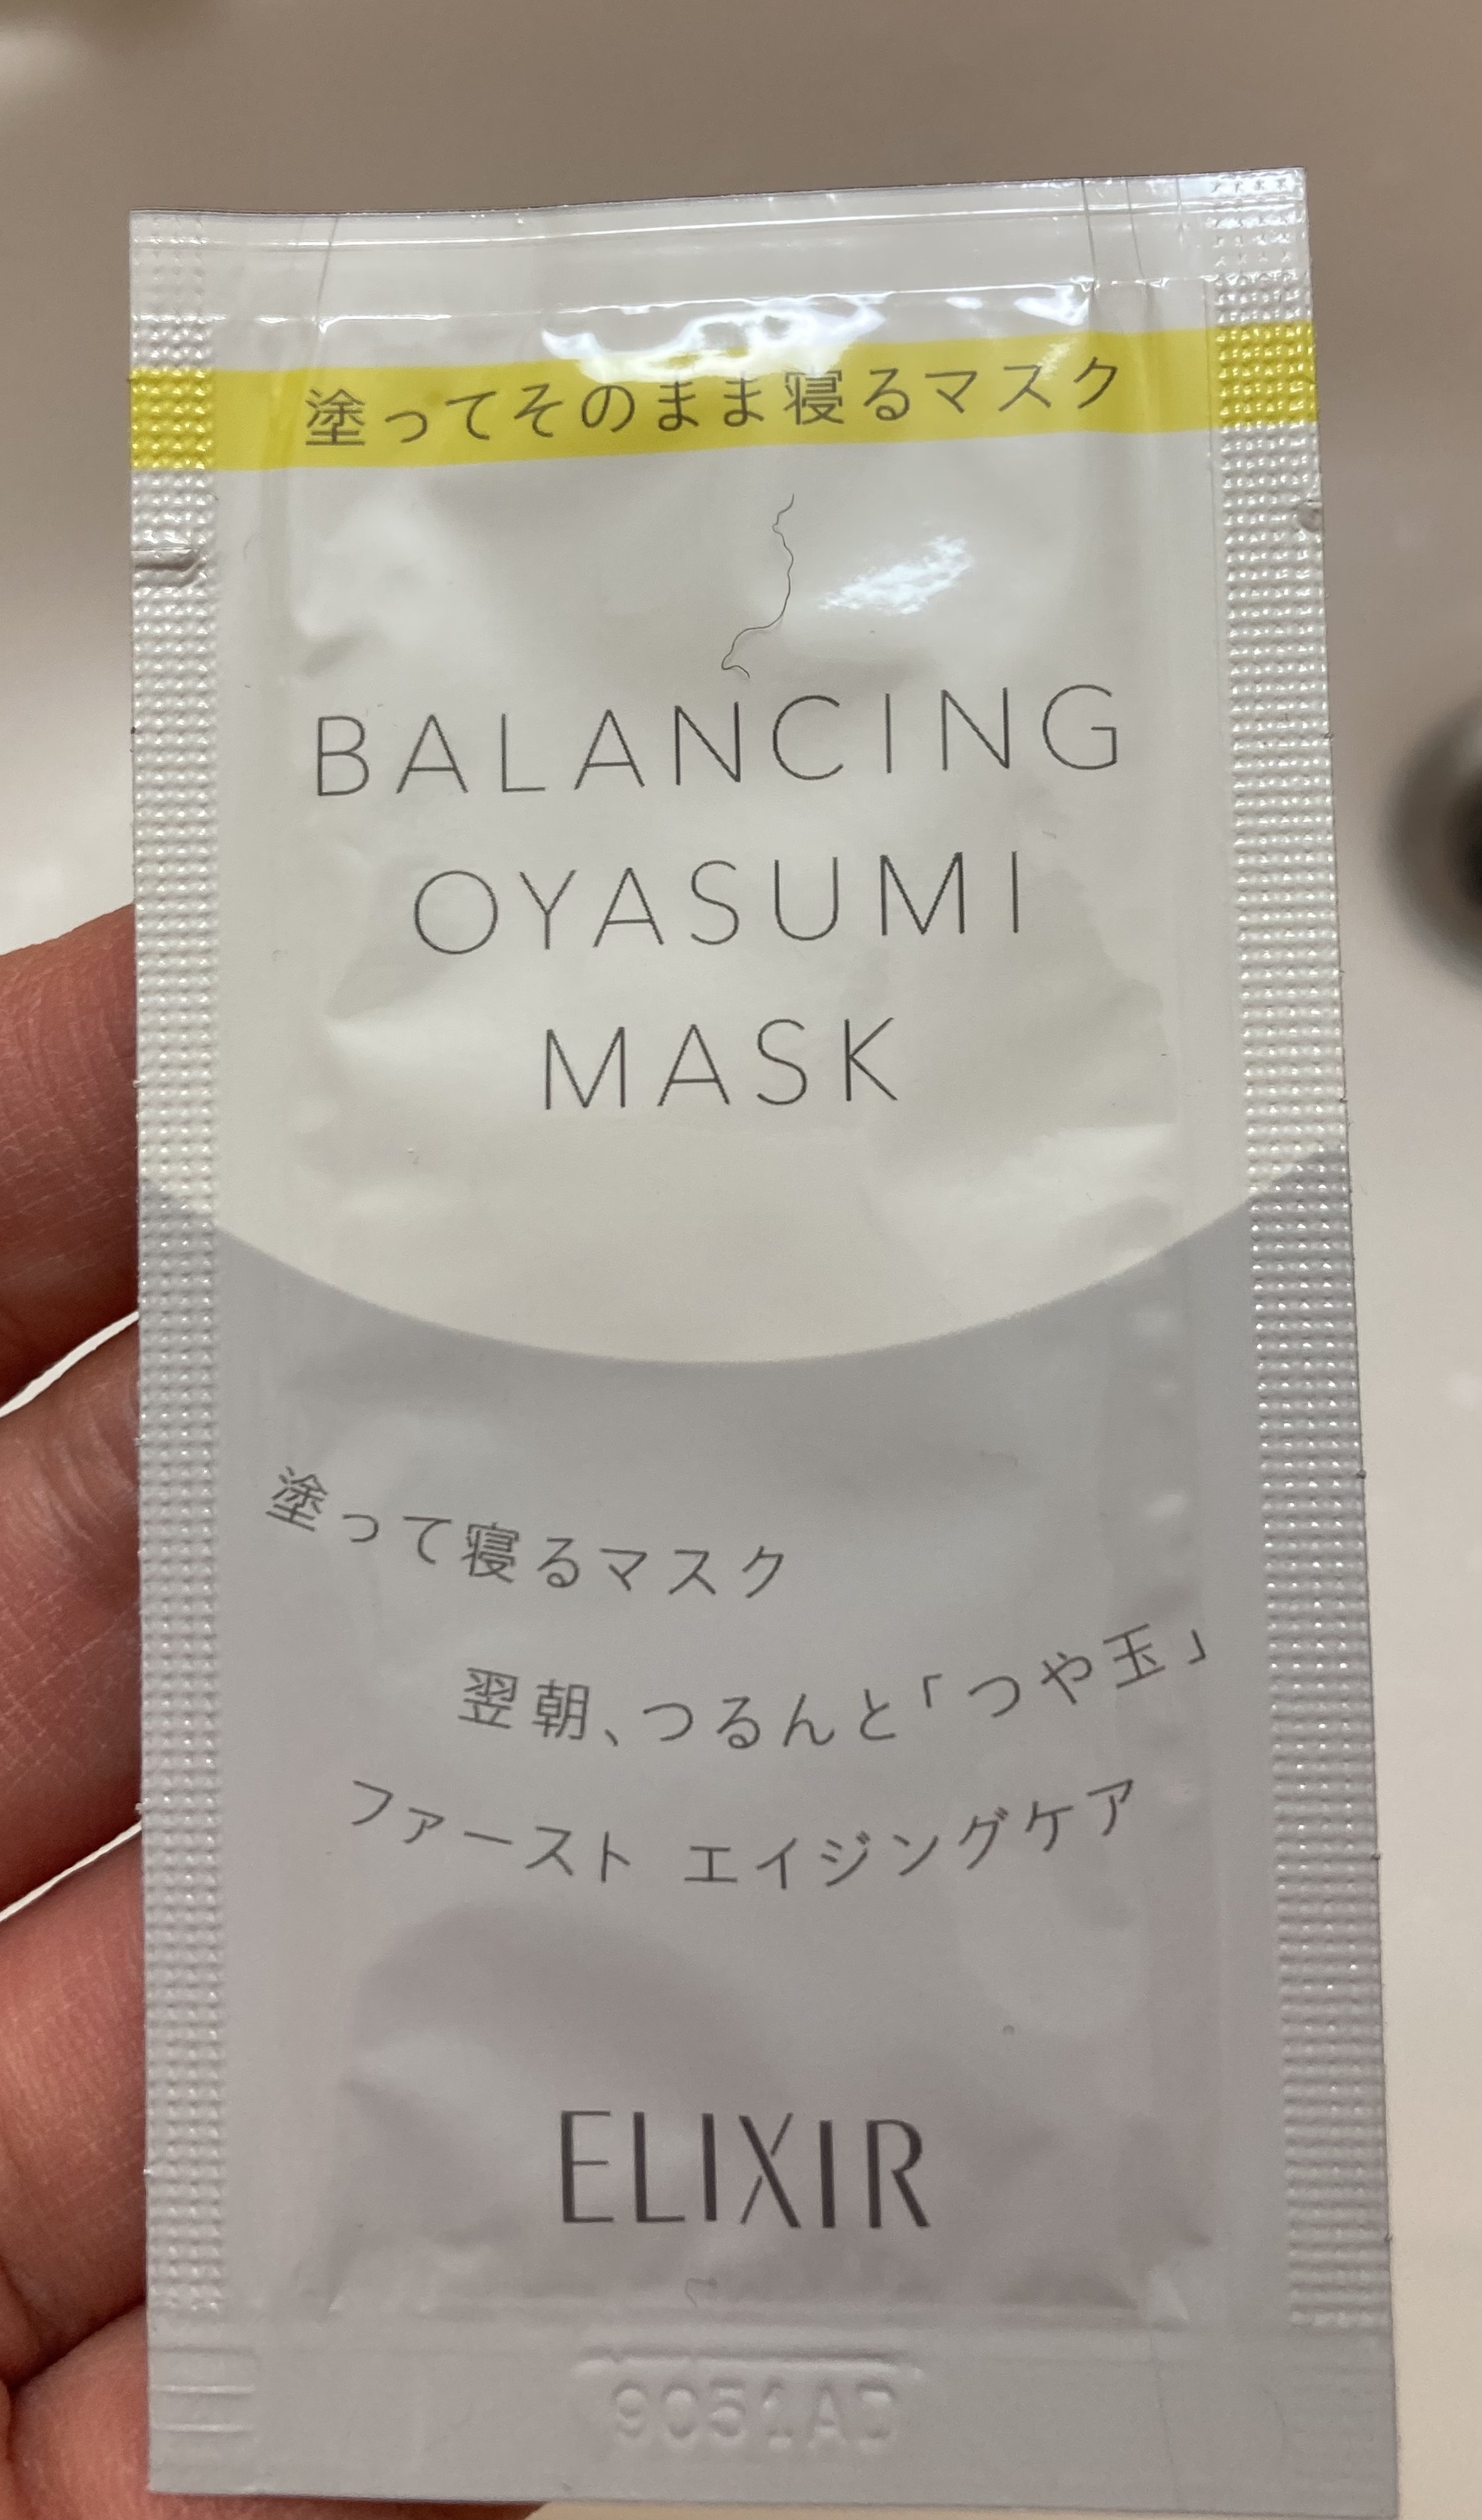 塗ってそのまま寝るマスク
BALANCING
OYASUMI
MASK
塗って寝るマスク
翌朝、つるんと「つや玉」
ファースト エイジングケア
ELIXIR